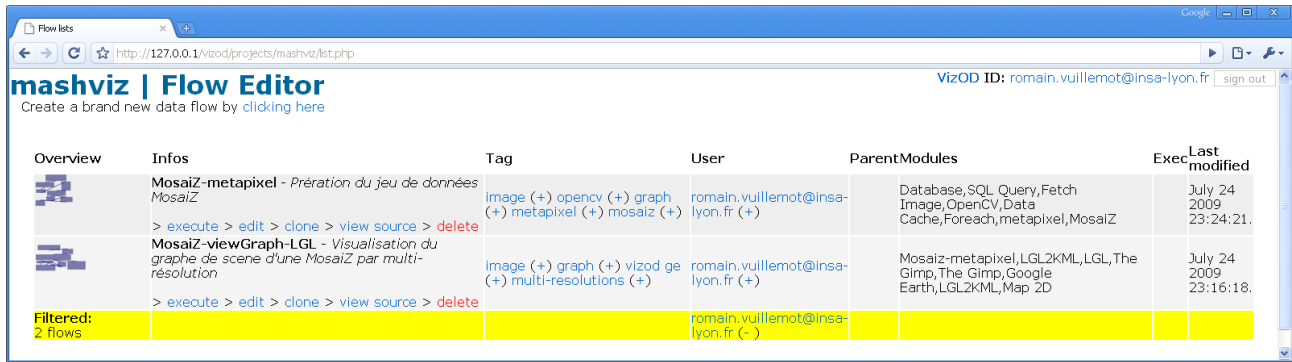 Google
Flow lists
http://127.0.0.1/vizod/projects/mashviz/list.php
mashviz | Flow Editor
VizOD ID: romain.vuillemot@insa-lyon.fr sign out
Create a brand new data flow by clicking here
Overview Infos Tag User Parent Modules Exec Last modified
MosaiZ-metapixel - Prération du jeu de données
MosaiZ
> execute > edit > clone > view source > delete
image (+) opencv (+) graph
(+) metapixel (+) mosaiz (+)
romain.vuillemot@insa-
lyon.fr (+)
Database,SQL Query,Fetch
Image,OpenCV,Data
Cache,Foreach,metapixel,MosaiZ
July 24
2009
23:24:21.
MosaiZ-viewGraph-LGL - Visualisation du
graphe de scene d'une MosaiZ par multi-
résolution
> execute > edit > clone > view source > delete
image (+) graph (+) vizod ge
(+) multi-resolutions (+)
romain.vuillemot@insa-
lyon.fr (+)
Mosaiz-metapixel,LGL2KML,LGL,The
Gimp,The Gimp,Google
Earth,LGL2KML,Map 2D
July 24
2009
23:16:18.
Filtered:
2 flows
romain.vuillemot@insa-
lyon.fr (- )